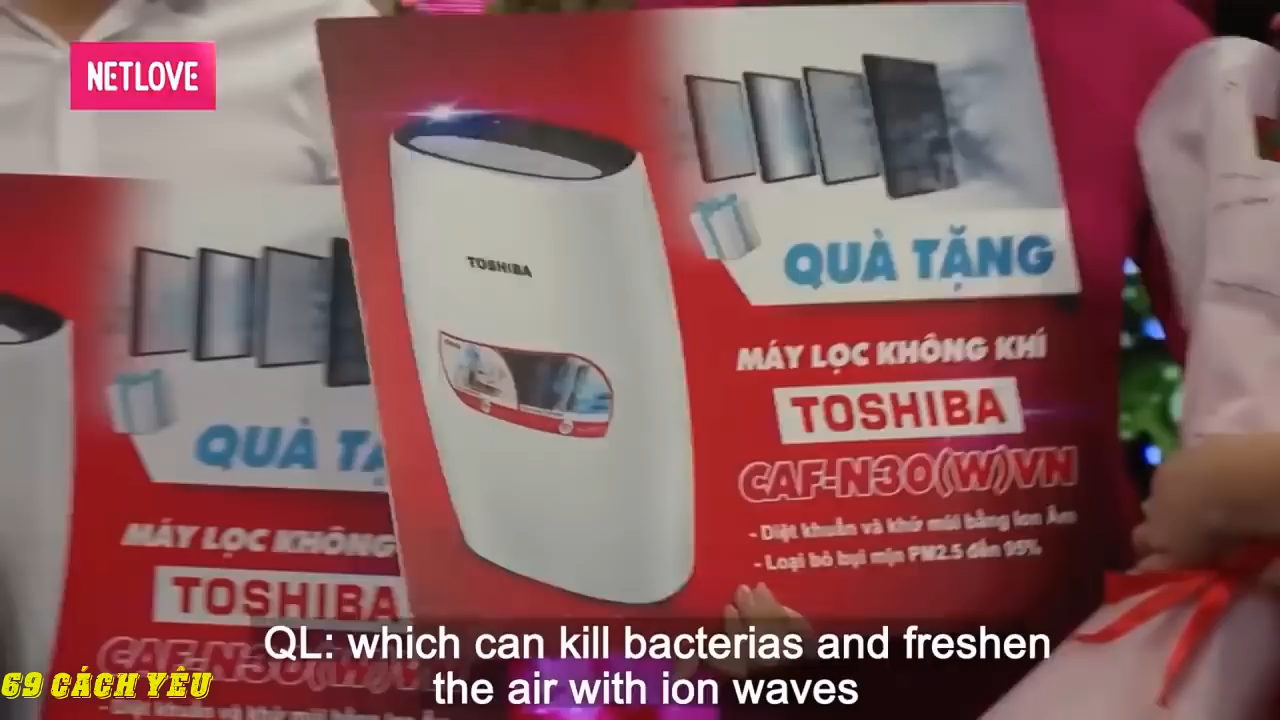 NETLOVE
QUÀ TẶNG
TOSHIBA
MÁY LỌC KHÔNG KHÍ
TOSHIBA
CAF-N30(W)VN
- Diệt khuẩn và khử mùi bằng Ion Âm
- Loại bỏ bụi mịn PM2.5 đến 95%
QUÀ TẶ
MÁY LỌC KHÔNG
TOSHIBA
CAF-N30(W)V
QL: which can kill bacterias and freshen
the air with ion waves
69 CÁCH YÊU